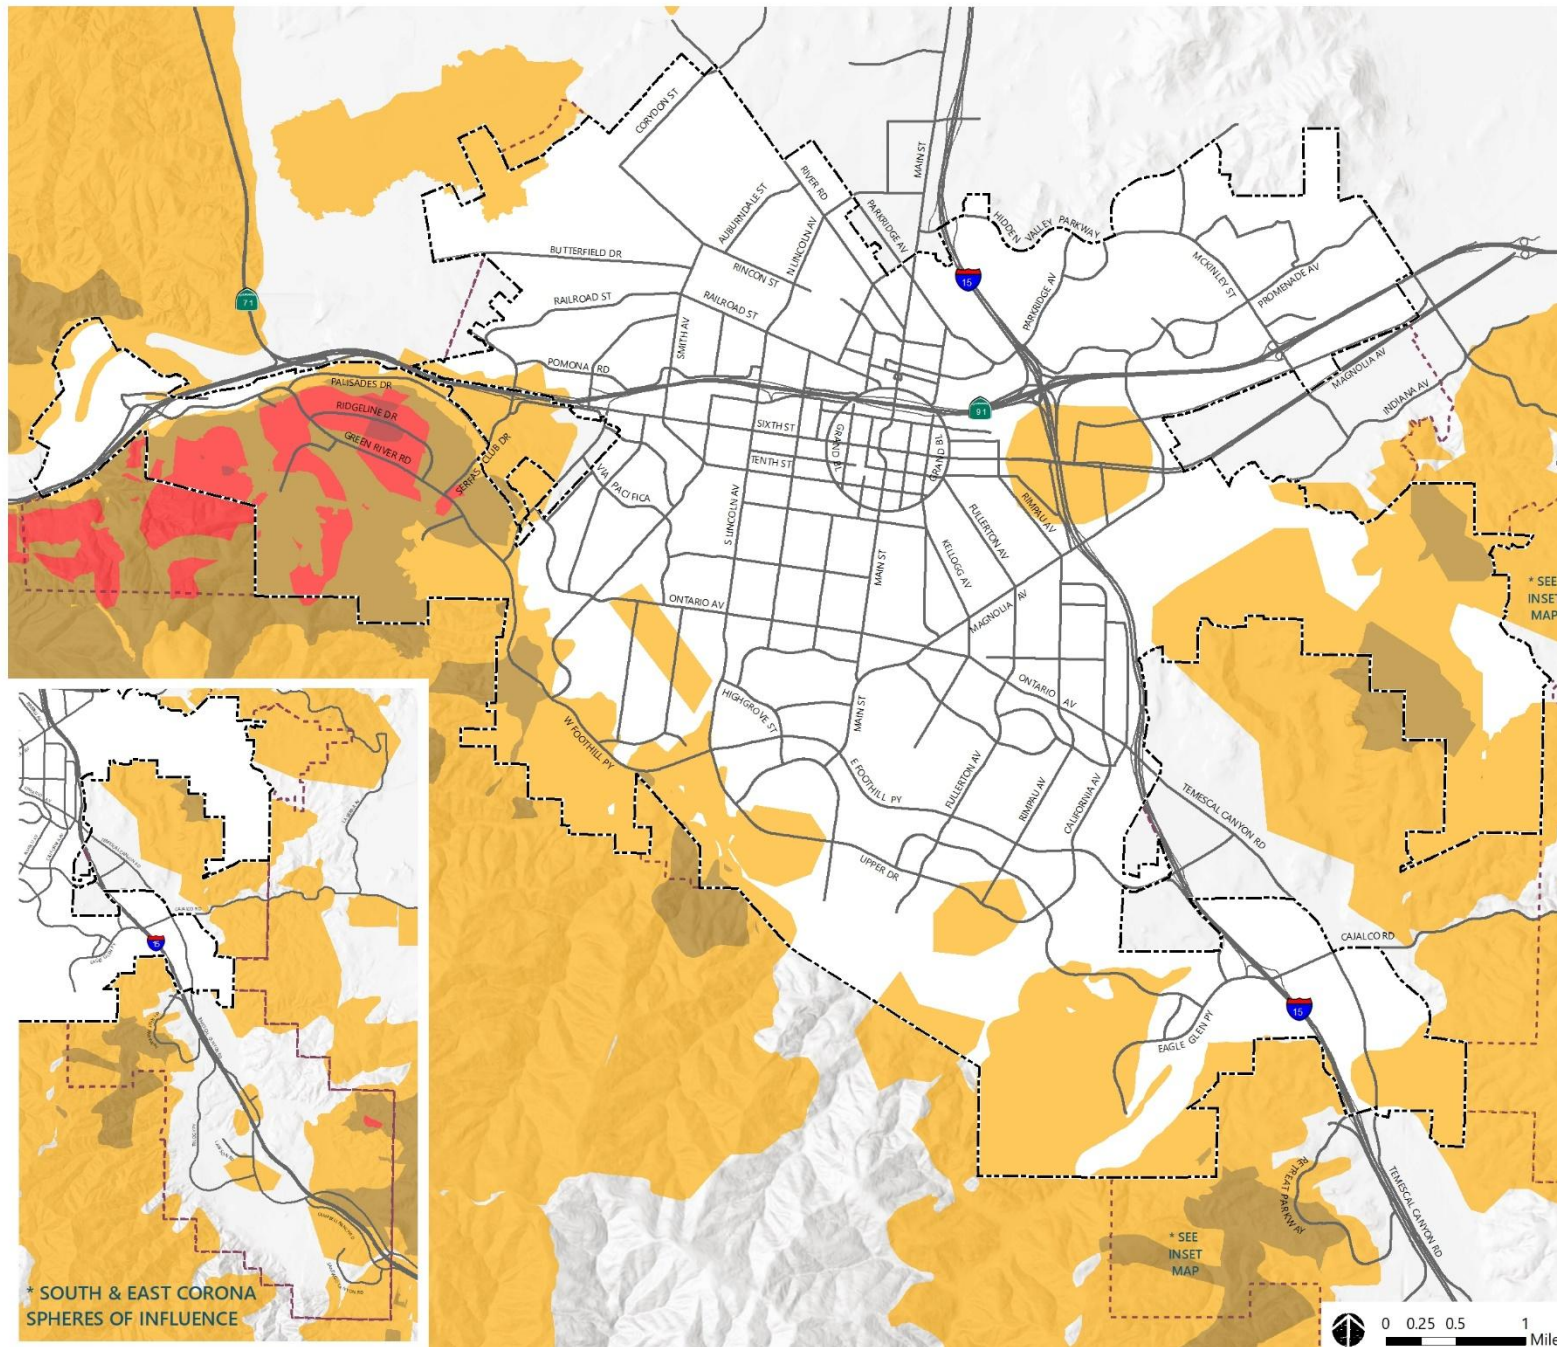 CORYDON ST
MAIN ST
RIVER RD
AUBURNDALE ST
PARKRIDGE AV
HIDDEN
VALLEY PARKWAY
N LINCOLN AV
BUTTERFIELD DR
RINCON ST
MCKINLEY ST
PROMENADE AV
15
71
RAILROAD ST
RAILROAD ST
PARKRIDGE AV
SMITH AV
POMONA RD
MAGNOLIA AV
PALISADES DR
INDIANA AV
RIDGELINE DR
91
GREEN RIVER RD
SIXTH ST
GRAND BL
GRAND BL
SERFAS CLUB DR
TENTH ST
VIA PACIFICA
RIMPAU AV
S LINCOLN AV
FULLERTON AV
KELLOGG AV
MAIN ST
* SEE
INSET
MAP
ONTARIO AV
MAGNOLIA AV
ONTARIO AV
HIGHGROVE ST
MAIN ST
W FOOTHILL PY
E FOOTHILL PY
FULLERTON AV
RIMPAU AV
CALIFORNIA AV
TEMESCAL CANYON RD
UPPER DR
CAJALCO RD
15
EAGLE GLEN PY
15
RETREAT PARKWAY
TEMESCAL CANYON RD
* SEE
INSET
MAP
* SOUTH & EAST CORONA
SPHERES OF INFLUENCE
0 0.25 0.5 1
Mile